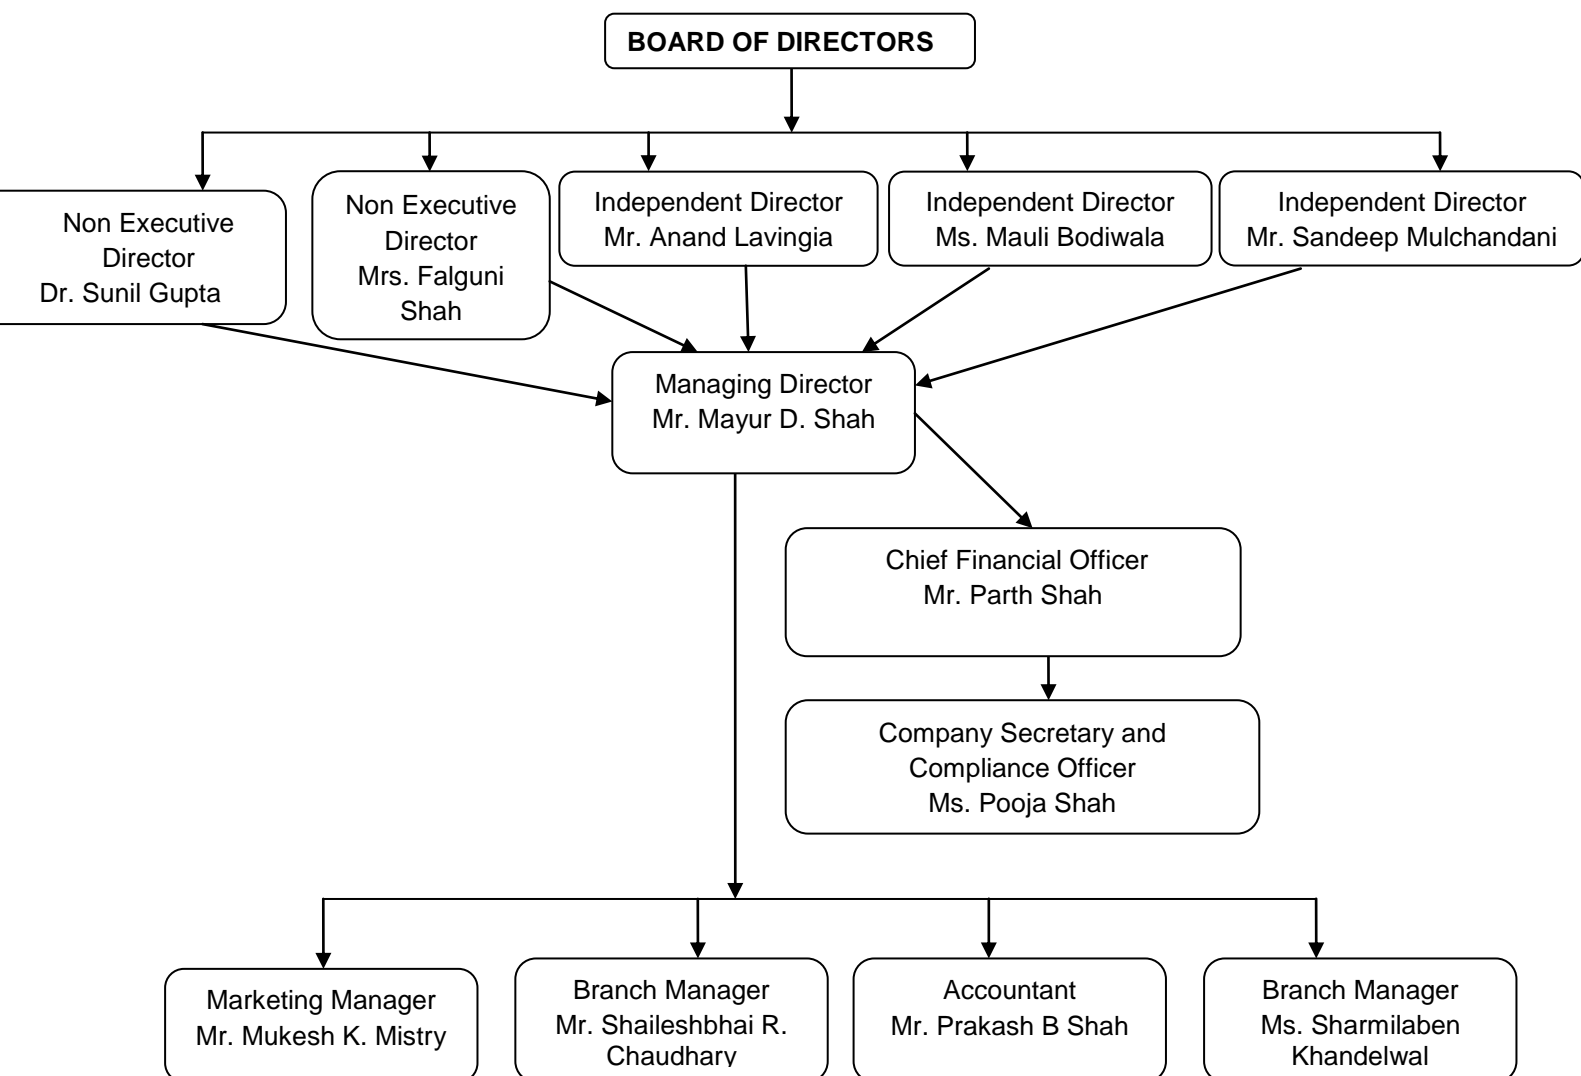 BOARD OF DIRECTORS
Non Executive
Director
Dr. Sunil Gupta
Non Executive
Director
Mrs. Falguni
Shah
Independent Director
Mr. Anand Lavingia
Independent Director
Ms. Mauli Bodiwala
Independent Director
Mr. Sandeep Mulchandani
Managing Director
Mr. Mayur D. Shah
Chief Financial Officer
Mr. Parth Shah
Company Secretary and
Compliance Officer
Ms. Pooja Shah
Marketing Manager
Mr. Mukesh K. Mistry
Branch Manager
Mr. Shaileshbhai R.
Chaudhary
Accountant
Mr. Prakash B Shah
Branch Manager
Ms. Sharmilaben
Khandelwal